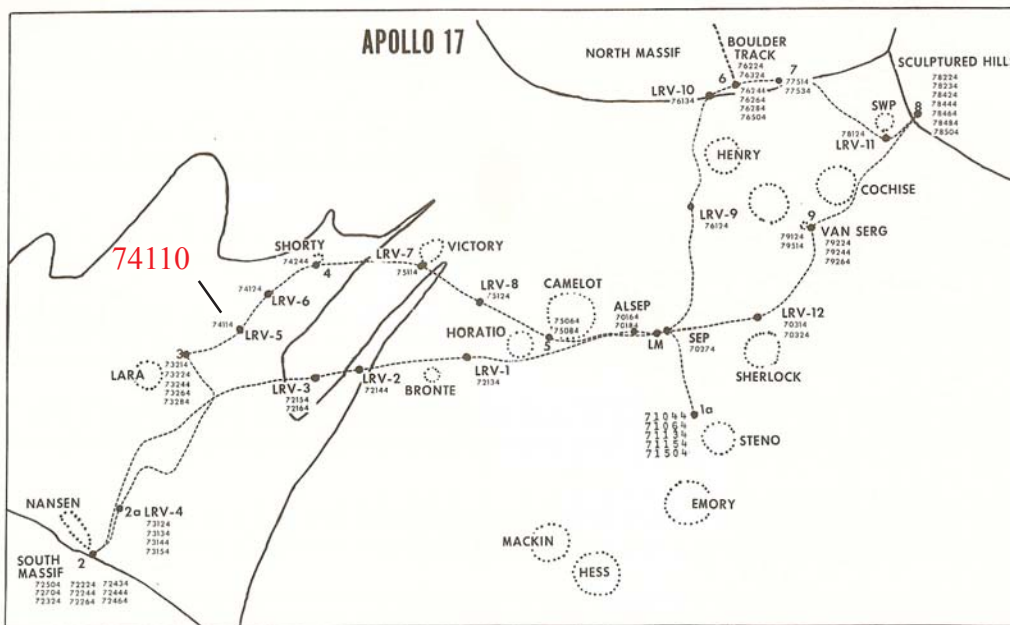 APOLLO 17
NORTH MASSIF
BOULDER
TRACK
76224
76324
6
76244
76264
76284
76504
7
77514
77534
SCULPTURED HILLS
78224
78234
78424
78444
78464
78484
78504
8
SWP
78124
LRV-11
LRV-10
76134
HENRY
COCHISE
LRV-9
76124
9
VAN SERG
79124
79514
79224
79244
79264
74110
SHORTY
74244
4
LRV-7
75114
VICTORY
74124
LRV-6
LRV-8
75124
CAMELOT
75064
75084
5
ALSEP
70164
70184
LM
SEP
70274
LRV-12
70314
70324
74114
LRV-5
HORATIO
3
73214
73224
73244
73264
73284
LARA
LRV-3
72154
72164
LRV-2
72144
BRONTE
LRV-1
72134
SHERLOCK
1a
71044
71064
71134
71154
71504
STENO
EMORY
MACKIN
HESS
NANSEN
2a LRV-4
73124
73134
73144
73154
2
SOUTH
MASSIF
72504 72224 72434
72704 72244 72444
72324 72264 72464